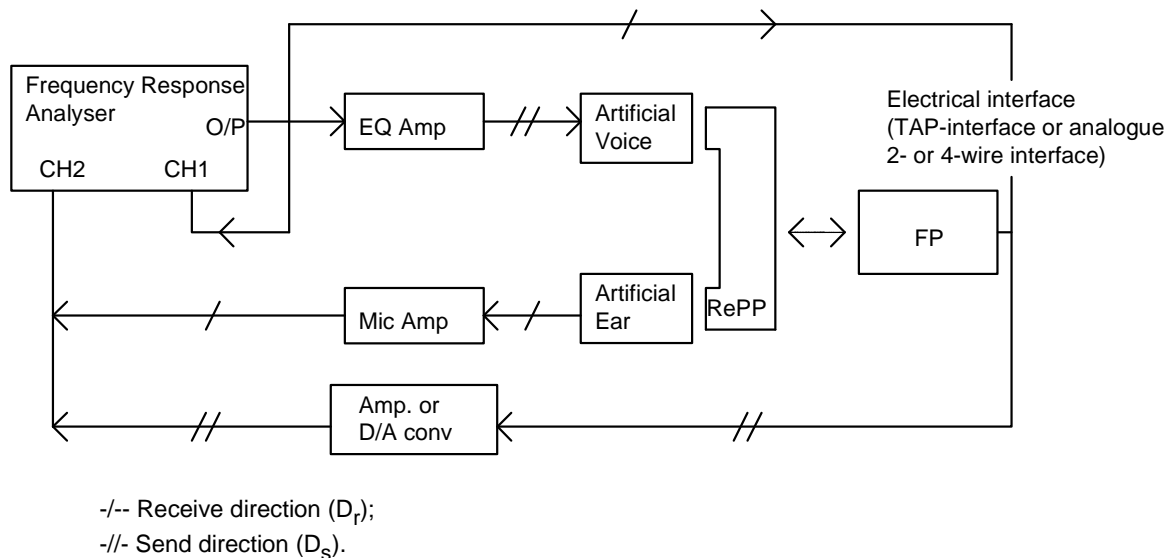 Frequency Response
Analyser
O/P
CH2
CH1
EQ Amp
Artificial
Voice
Electrical interface
(TAP-interface or analogue
2- or 4-wire interface)
FP
RePP
Mic Amp
Artificial
Ear
Amp. or
D/A conv
-/-- Receive direction (Dr);
-//- Send direction (Ds).